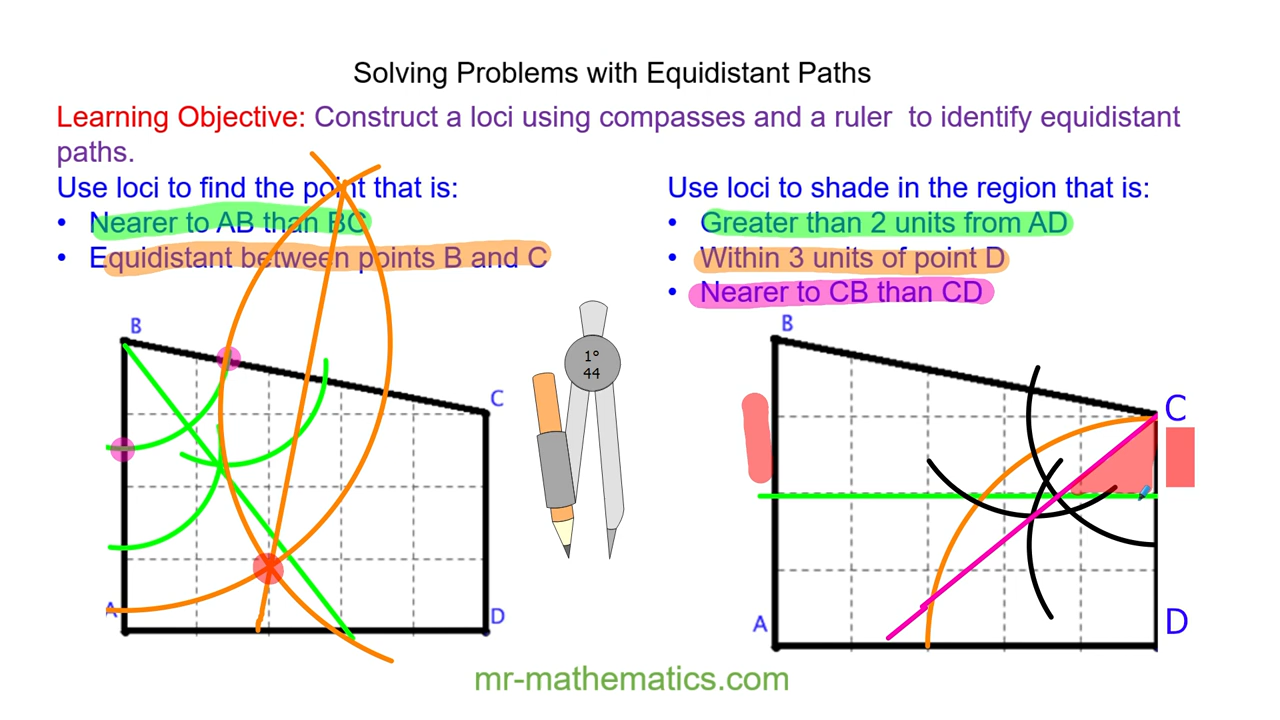 Solving Problems with Equidistant Paths
Learning Objective: Construct a loci using compasses and a ruler  to identify equidistant
paths.
Use loci to find the point that is:
• Nearer to AB than BC
• Equidistant between points B and C
Use loci to shade in the region that is:
• Greater than 2 units from AD
• Within 3 units of point D
• Nearer to CB than CD
B
C
A
D
1°
44
B
C
A
D
mr-mathematics.com